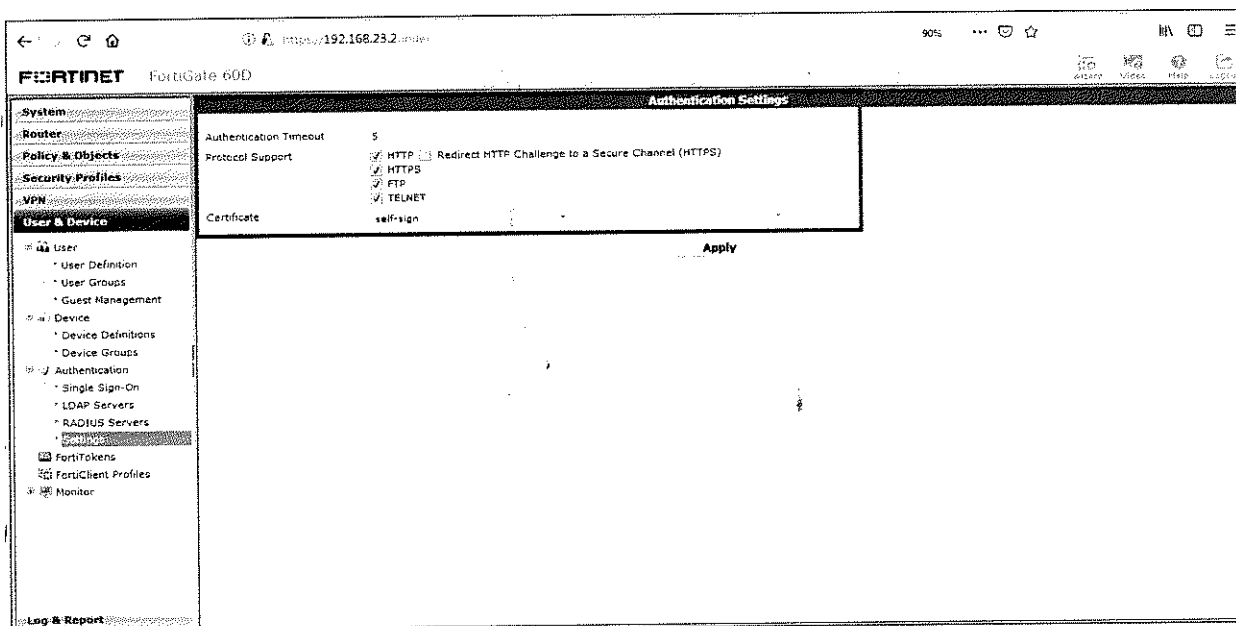 https://192.168.23.2/index
90%
FORTINET FortiGate 60D
Wizard Video Help Logout
Authentication Settings
System
Router
Policy & Objects
Security Profiles
VPN
User & Device
User
User Definition
User Groups
Guest Management
Device
Device Definitions
Device Groups
Authentication
Single Sign-On
LDAP Servers
RADIUS Servers
Settings
FortiTokens
FortiClient Profiles
Monitor
Log & Report
Authentication Timeout 5
Protocol Support HTTP Redirect HTTP Challenge to a Secure Channel (HTTPS)
HTTPS
FTP
TELNET
Certificate self-sign
Apply